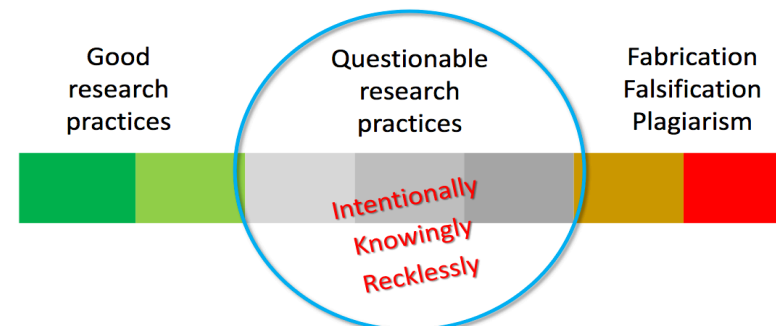 Good
research
practices
Questionable
research
practices
Fabrication
Falsification
Plagiarism
Intentionally
Knowingly
Recklessly